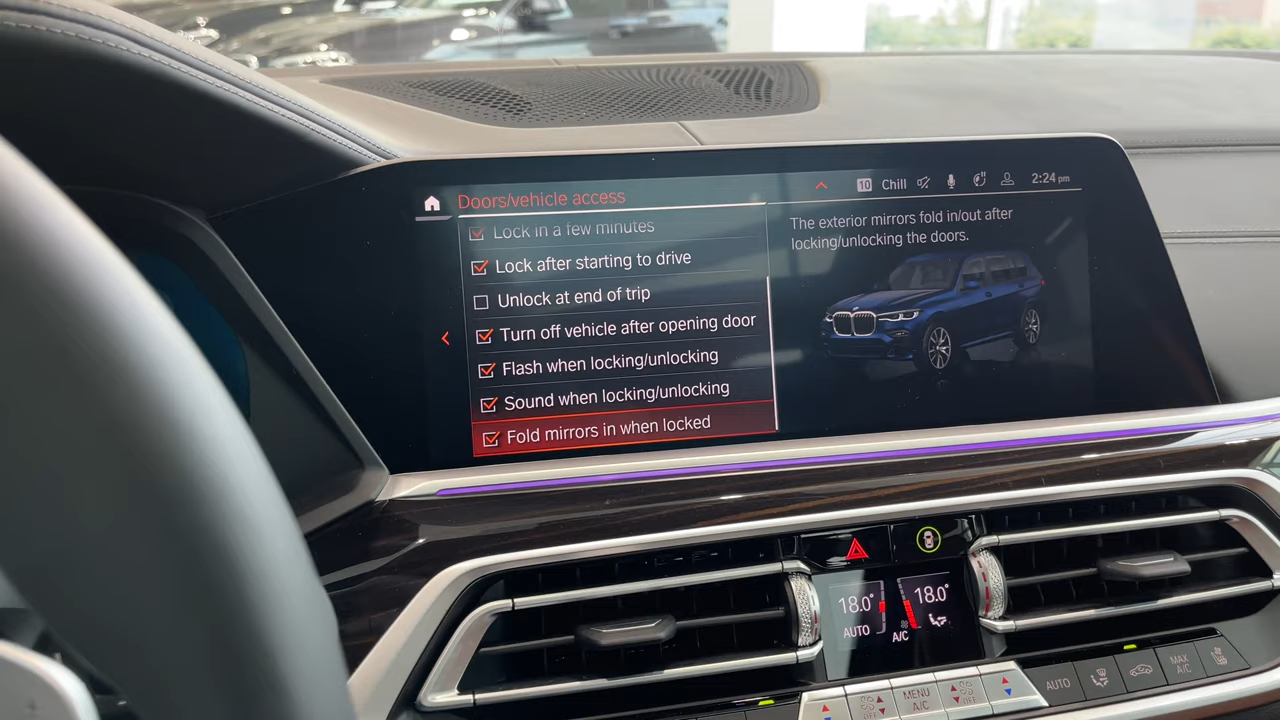 Doors/vehicle access
10 Chill 2:24 pm
Lock in a few minutes
Lock after starting to drive
Unlock at end of trip
Turn off vehicle after opening door
Flash when locking/unlocking
Sound when locking/unlocking
Fold mirrors in when locked
The exterior mirrors fold in/out after
locking/unlocking the doors.
18.0° 18.0°
AUTO A/C
OFF MENU A/C OFF
AUTO MAX A/C